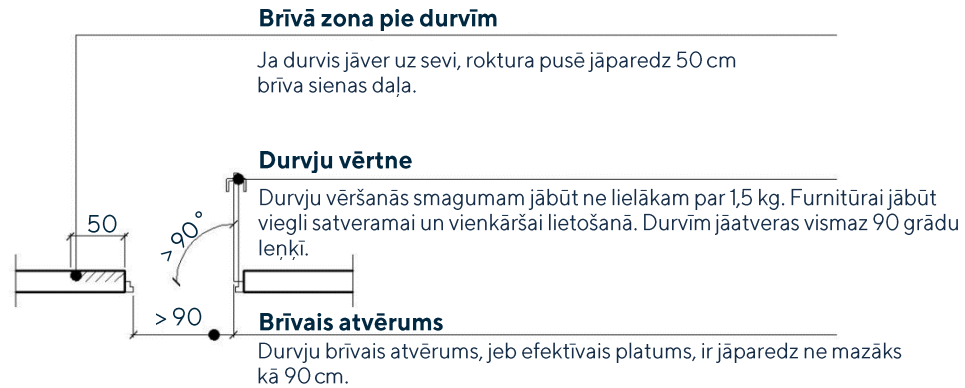 Brīvā zona pie durvīm
Ja durvis jāver uz sevi, roktura pusē jāparedz 50 cm
brīva sienas daļa.
Durvju vērtne
Durvju vēršanās smagumam jābūt ne lielākam par 1,5 kg. Furnitūrai jābūt
viegli satveramai un vienkāršai lietošanā. Durvīm jāatveras vismaz 90 grādu
leņķī.
50
> 90°
> 90
Brīvais atvērums
Durvju brīvais atvērums, jeb efektīvais platums, ir jāparedz ne mazāks
kā 90 cm.